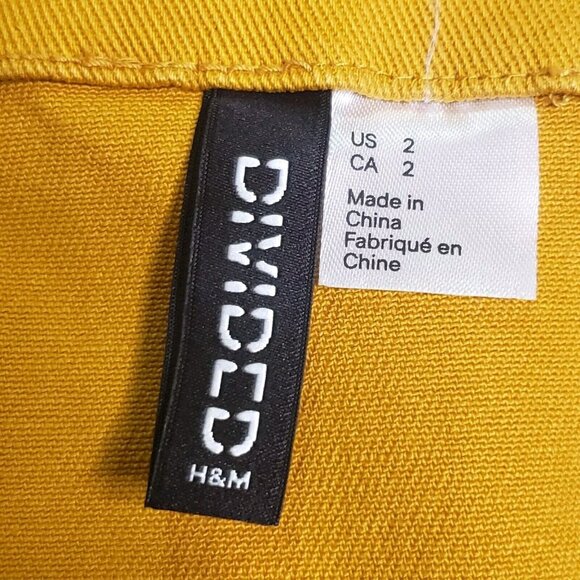 DIVIDED
H&M
US 2
CA 2
Made in
China
Fabriqué en
Chine